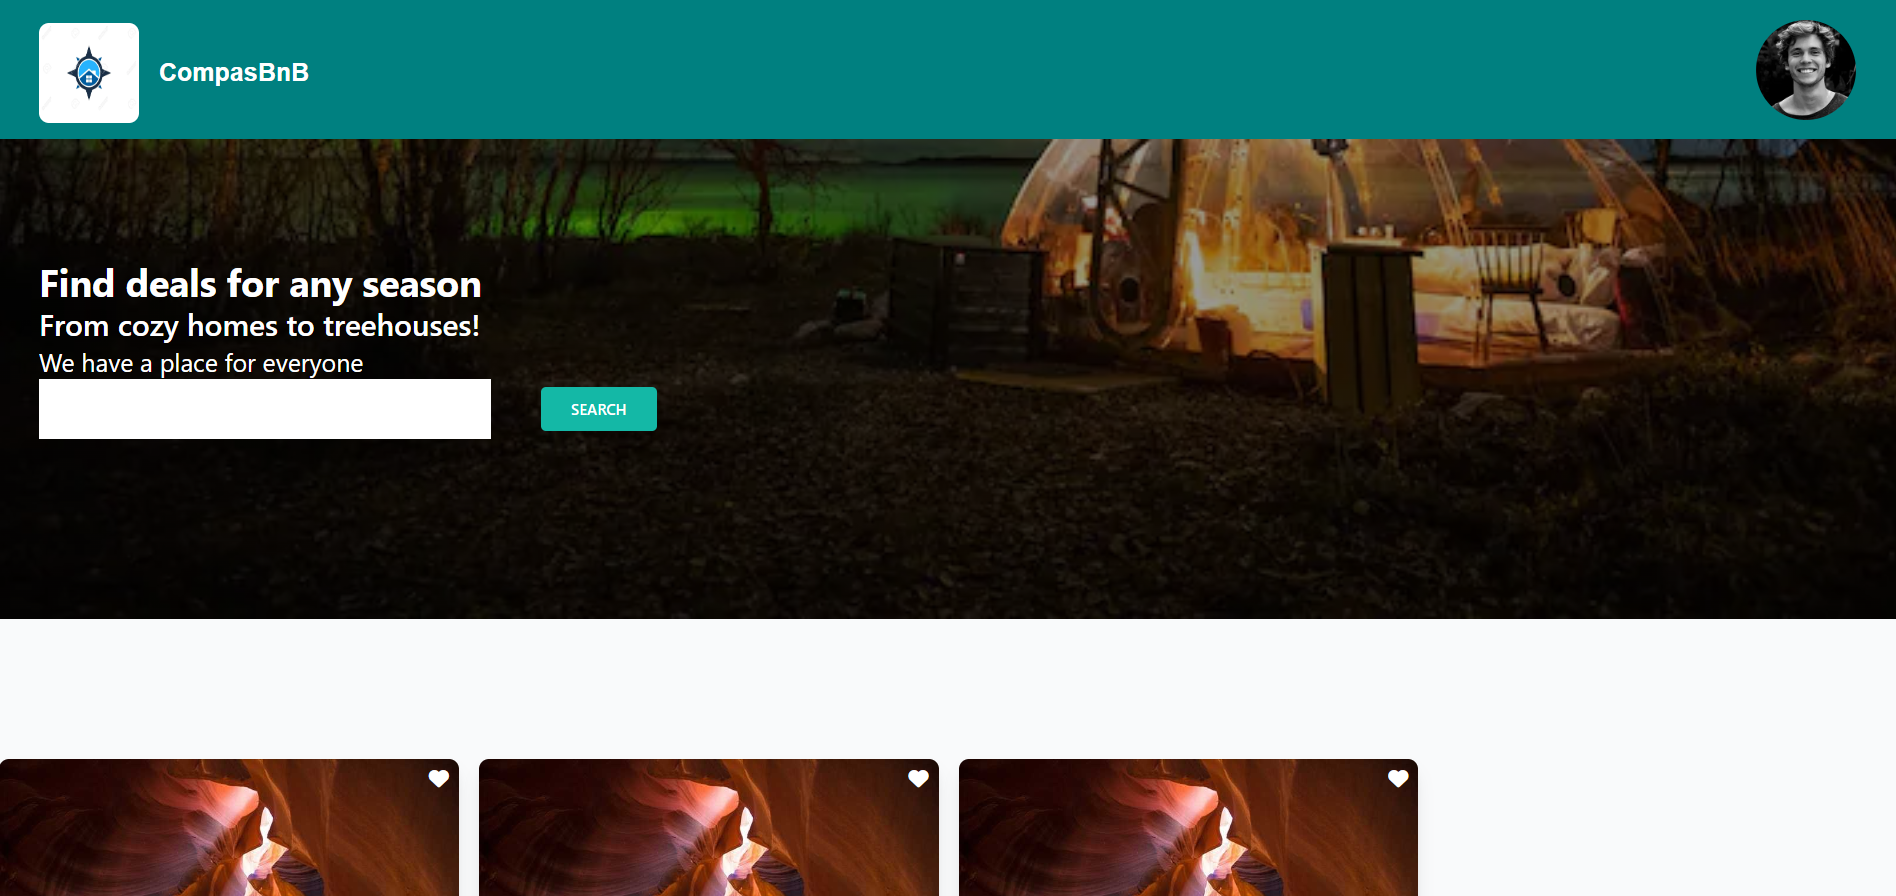 CompasBnB
Find deals for any season
From cozy homes to treehouses!
We have a place for everyone
SEARCH